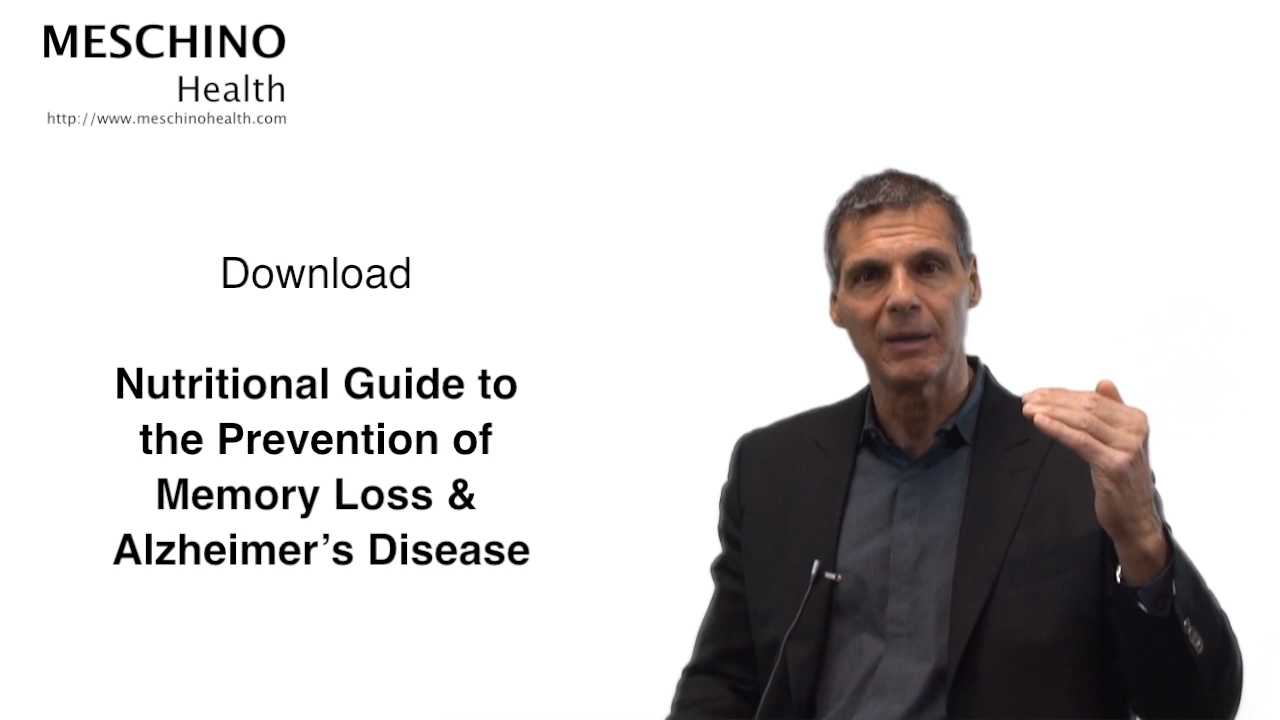 MESCHINO
Health
http://www.meschinohealth.com
Download
Nutritional Guide to
the Prevention of
Memory Loss &
Alzheimer’s Disease